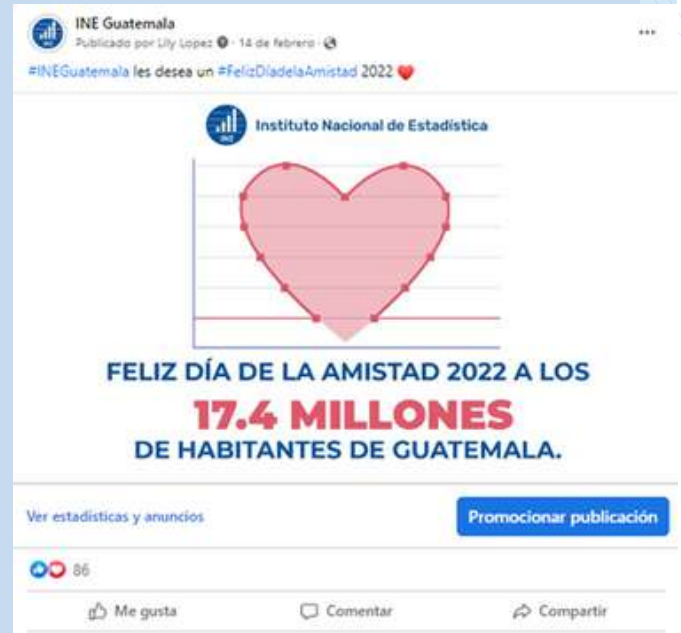 INE Guatemala
Publicado por Lily Lopez · 14 de febrero ·
#INEGuatemala les desea un #FelizDíadelaAmistad 2022
INE
Instituto Nacional de Estadística
FELIZ DÍA DE LA AMISTAD 2022 A LOS
17.4 MILLONES
DE HABITANTES DE GUATEMALA.
Ver estadísticas y anuncios
Promocionar publicación
86
Me gusta
Comentar
Compartir